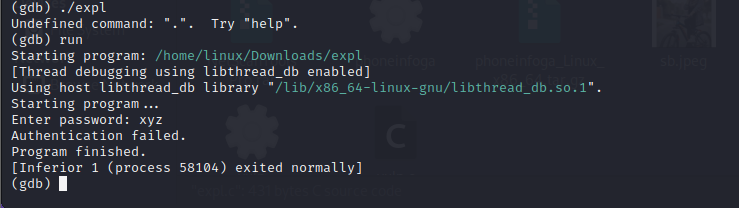 (gdb) ./expl
Undefined command: ".".  Try "help".
(gdb) run
Starting program: /home/linux/Downloads/expl
[Thread debugging using libthread_db enabled]
Using host libthread_db library "/lib/x86_64-linux-gnu/libthread_db.so.1".
Starting program...
Enter password: xyz
Authentication failed.
Program finished.
[Inferior 1 (process 58104) exited normally]
(gdb)